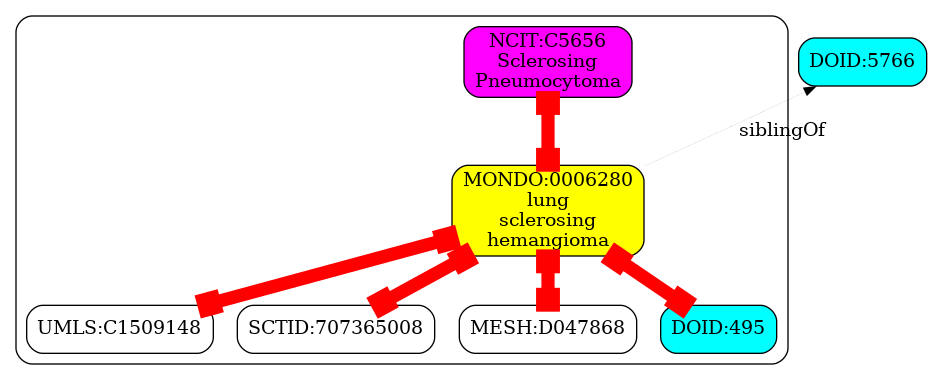 NCIT:C5656
Sclerosing
Pneumocytoma
DOID:5766
siblingOf
MONDO:0006280
lung
sclerosing
hemangioma
UMLS:C1509148
SCTID:707365008
MESH:D047868
DOID:495